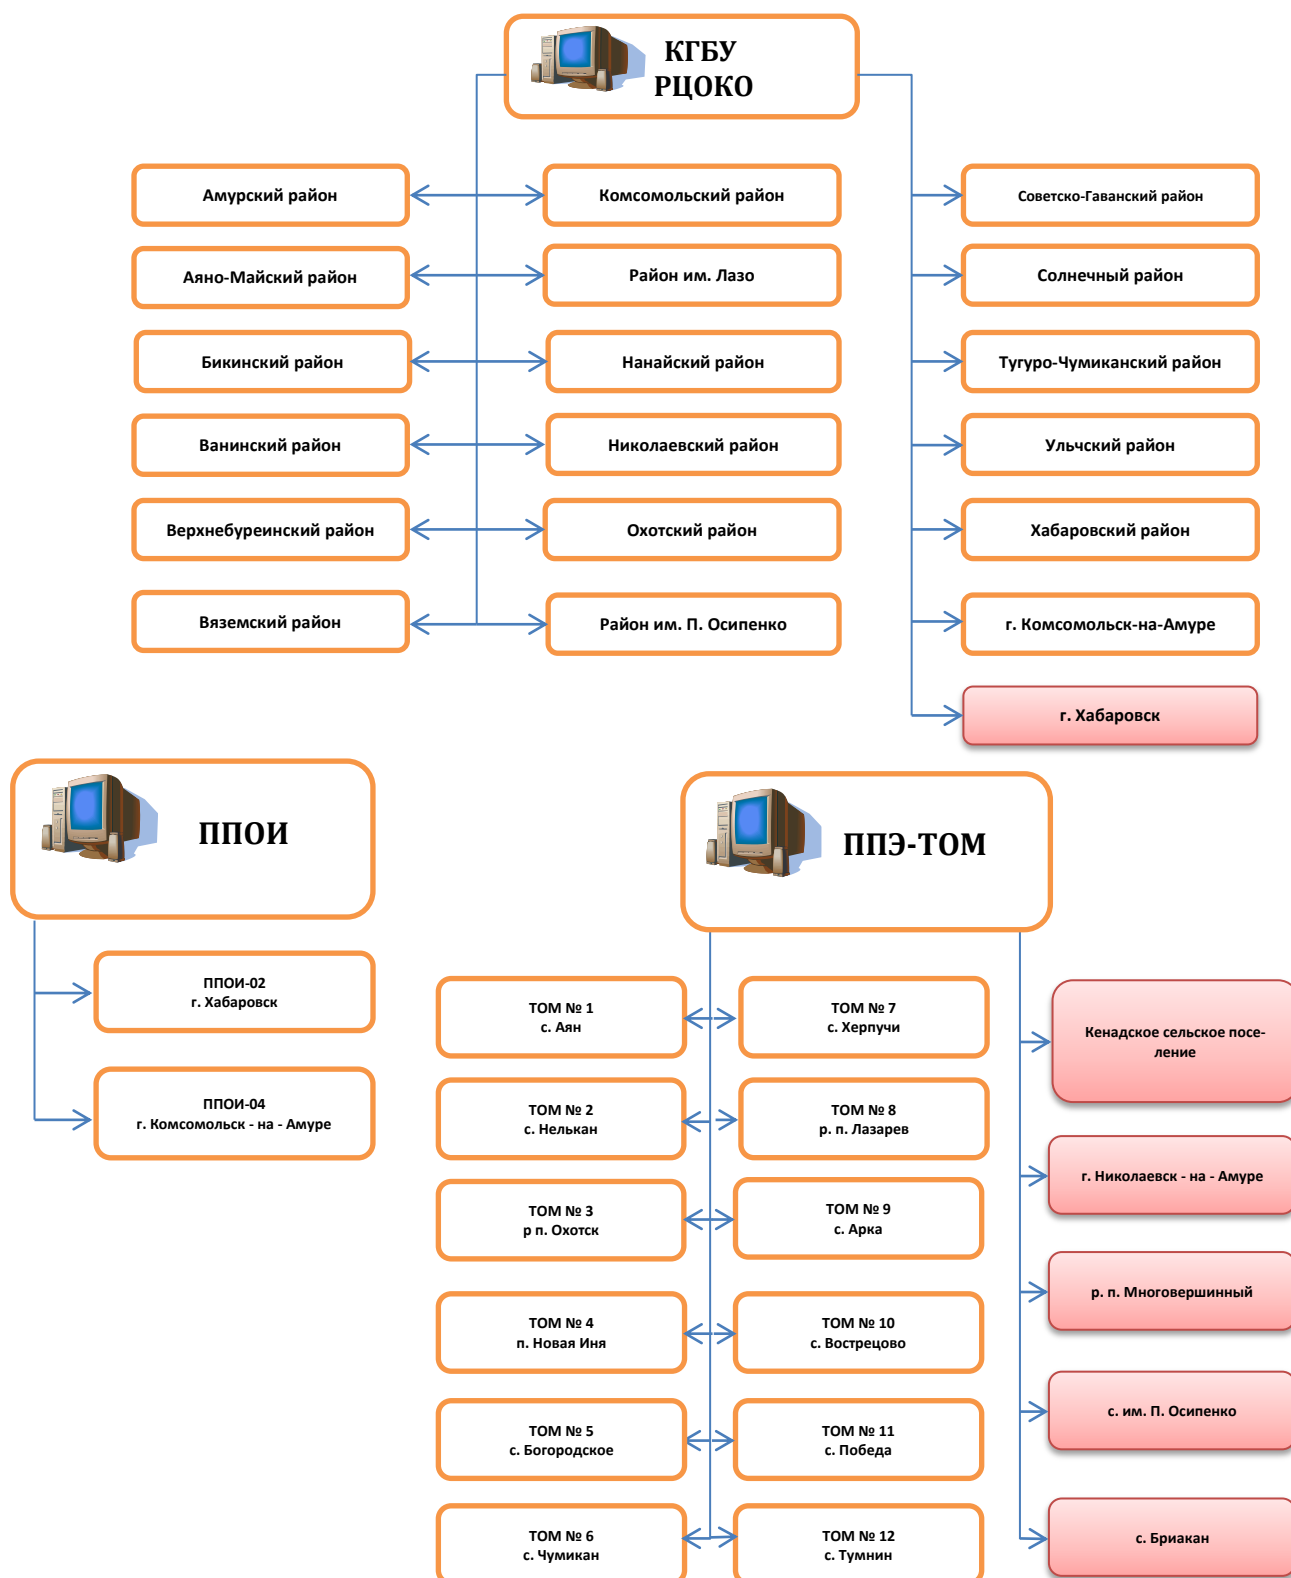 КГБУ
РЦОКО
Амурский район
Комсомольский район
Советско-Гаванский район
Аяно-Майский район
Район им. Лазо
Солнечный район
Бикинский район
Нанайский район
Тугуро-Чумиканский район
Ванинский район
Николаевский район
Ульчский район
Верхнебуреинский район
Охотский район
Хабаровский район
Вяземский район
Район им. П. Осипенко
г. Комсомольск-на-Амуре
г. Хабаровск
ППОИ
ППОИ-02
г. Хабаровск
ППОИ-04
г. Комсомольск - на - Амуре
ППЭ-ТОМ
ТОМ № 1
с. Аян
ТОМ № 7
с. Херпучи
Кенадское сельское посе-
ление
ТОМ № 2
с. Нелькан
ТОМ № 8
р. п. Лазарев
г. Николаевск - на - Амуре
ТОМ № 3
р п. Охотск
ТОМ № 9
с. Арка
р. п. Многовершинный
ТОМ № 4
п. Новая Иня
ТОМ № 10
с. Вострецово
с. им. П. Осипенко
ТОМ № 5
с. Богородское
ТОМ № 11
с. Победа
ТОМ № 6
с. Чумикан
ТОМ № 12
с. Тумнин
с. Бриакан